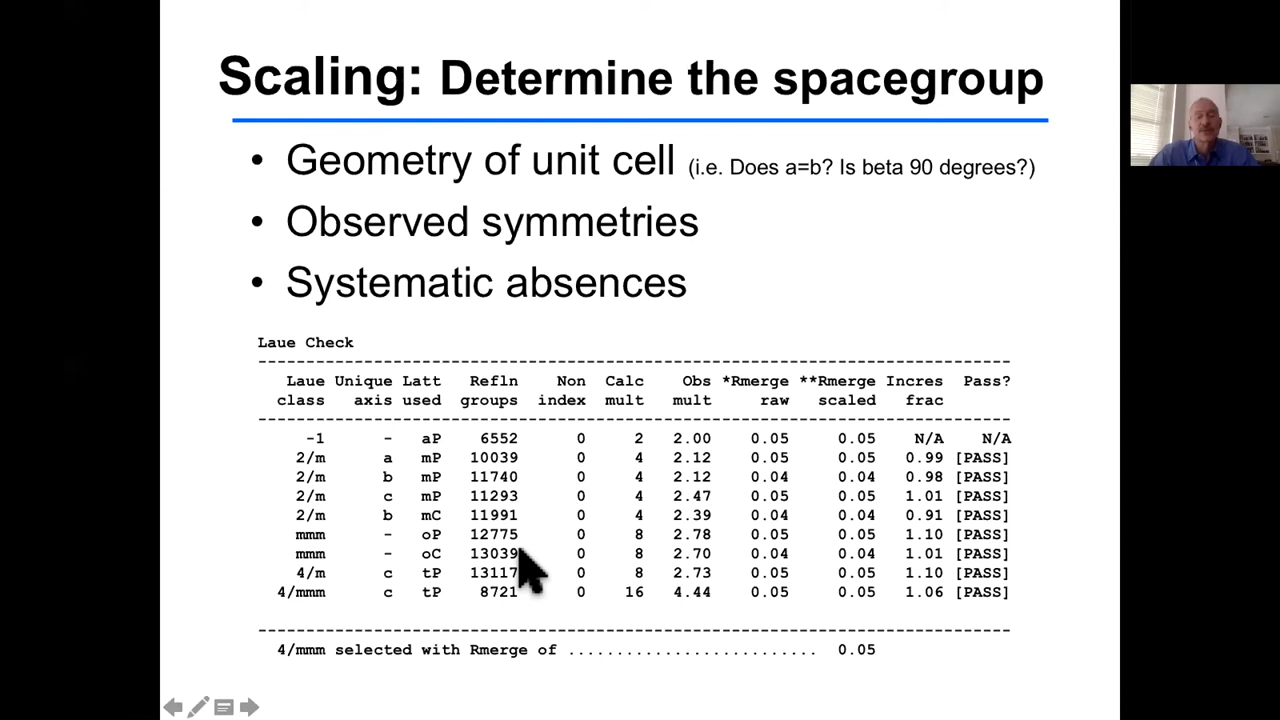 Scaling: Determine the spacegroup
• Geometry of unit cell (i.e. Does a=b? Is beta 90 degrees?)
• Observed symmetries
• Systematic absences
Laue Check
------------------------------------------------------------------------------
Laue Unique Latt Refln Non Calc Obs *Rmerge **Rmerge Incres Pass?
class axis used groups index mult mult raw scaled frac
------------------------------------------------------------------------------
-1 - aP 6552 0 2 2.00 0.05 0.05 N/A N/A
2/m a mP 10039 0 4 2.12 0.05 0.05 0.99 [PASS]
2/m b mP 11740 0 4 2.12 0.04 0.04 0.98 [PASS]
2/m c mP 11293 0 4 2.47 0.05 0.05 1.01 [PASS]
2/m b mC 11991 0 4 2.39 0.04 0.04 0.91 [PASS]
mmm - oP 12775 0 8 2.78 0.05 0.05 1.10 [PASS]
mmm - oC 13039 0 8 2.70 0.04 0.04 1.01 [PASS]
4/m c tP 13117 0 8 2.73 0.05 0.05 1.10 [PASS]
4/mmm c tP 8721 0 16 4.44 0.05 0.05 1.06 [PASS]
------------------------------------------------------------------------------
4/mmm selected with Rmerge of .......................... 0.05